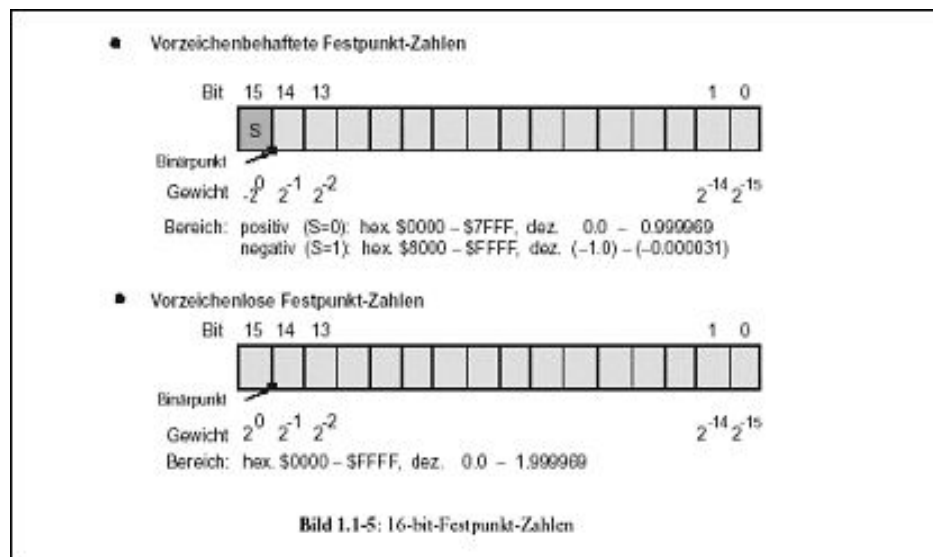 • Vorzeichenbehaftete Festpunkt-Zahlen
Bit 15 14 13 1 0
S
Binärpunkt
Gewicht -2^0 2^-1 2^-2 2^-14 2^-15
Bereich: positiv (S=0): hex. $0000 – $7FFF, dez. 0.0 – 0.999969
negativ (S=1): hex. $8000 – $FFFF, dez. (–1.0) – (–0.000031)
• Vorzeichenlose Festpunkt-Zahlen
Bit 15 14 13 1 0
Binärpunkt
Gewicht 2^0 2^-1 2^-2 2^-14 2^-15
Bereich: hex. $0000 – $FFFF, dez. 0.0 – 1.999969
Bild 1.1-5: 16-bit-Festpunkt-Zahlen